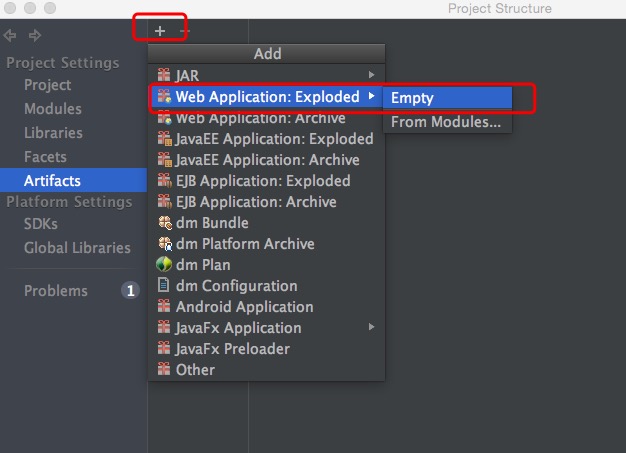 Project Structure
Project Settings
Project
Modules
Libraries
Facets
Artifacts
Platform Settings
SDKs
Global Libraries
Problems 1
Add
JAR
Web Application: Exploded
Web Application: Archive
JavaEE Application: Exploded
JavaEE Application: Archive
EJB Application: Exploded
EJB Application: Archive
dm Bundle
dm Platform Archive
dm Plan
dm Configuration
Android Application
JavaFx Application
JavaFx Preloader
Other
Empty
From Modules...